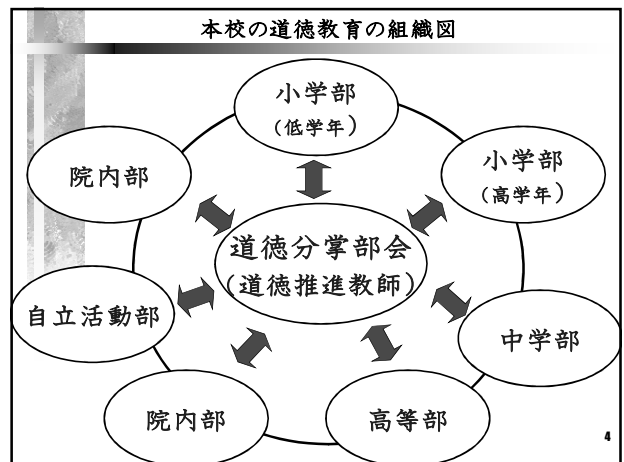 本校の道徳教育の組織図
小学部
(低学年)
小学部
(高学年)
院内部
道徳分掌部会
(道徳推進教師)
自立活動部
中学部
院内部
高等部
4